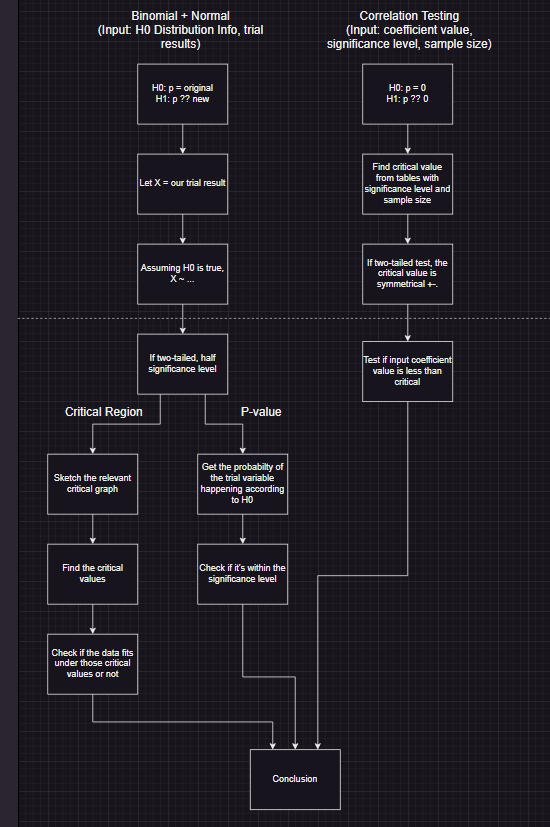 Binomial + Normal
(Input: H0 Distribution Info, trial
results)
Correlation Testing
(Input: coefficient value,
significance level, sample size)
H0: p = original
H1: p ?? new
H0: p = 0
H1: p ?? 0
Let X = our trial result
Find critical value
from tables with
significance level and
sample size
Assuming H0 is true,
X ~ ...
If two-tailed test, the
critical value is
symmetrical +-.
If two-tailed, half
significance level
Test if input coefficient
value is less than
critical
Critical Region
P-value
Sketch the relevant
critical graph
Get the probabilty of
the trial variable
happening according
to H0
Find the critical
values
Check if it's within the
significance level
Check if the data fits
under those critical
values or not
Conclusion